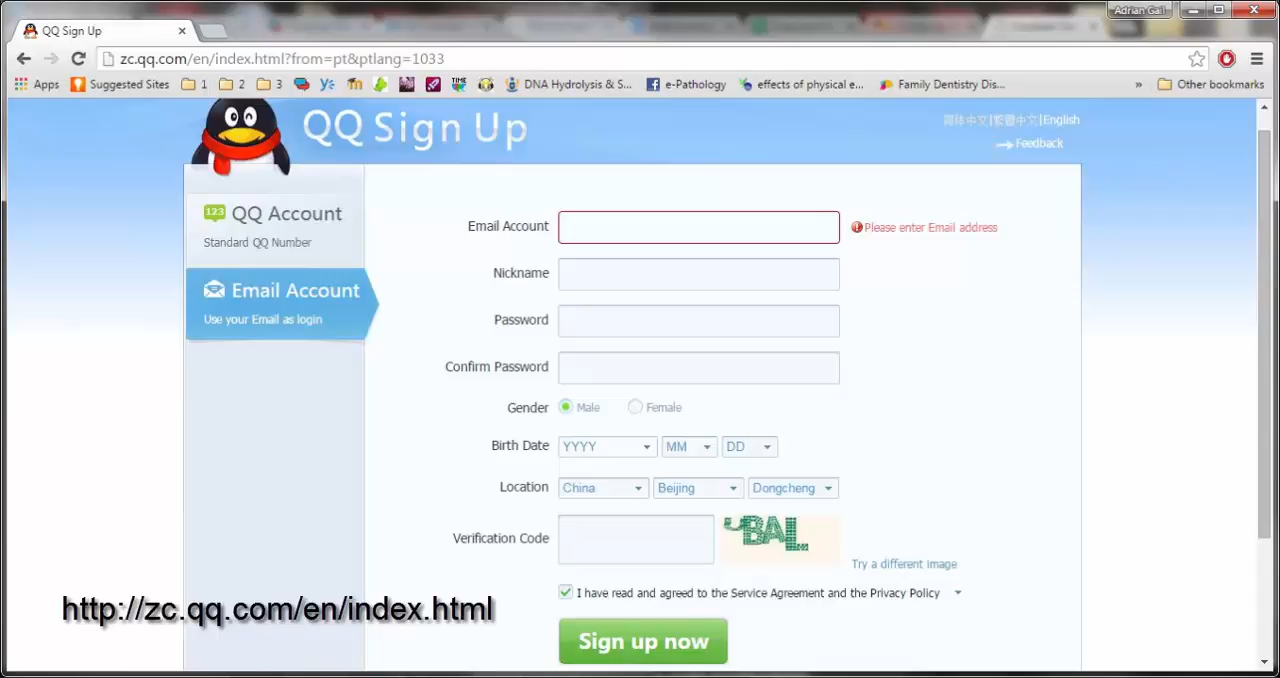 Adrian Gall
QQ Sign Up
zc.qq.com/en/index.html?from=pt&ptlang=1033
Apps Suggested Sites 1 2 3 DNA Hydrolysis & S... e-Pathology effects of physical e... Family Dentistry Dis... » Other bookmarks
QQ Sign Up
简体中文|繁體中文|English
Feedback
123 QQ Account
Standard QQ Number
Email Account
Use your Email as login
Email Account Please enter Email address
Nickname
Password
Confirm Password
Gender Male Female
Birth Date YYYY MM DD
Location China Beijing Dongcheng
Verification Code UBAL
Try a different image
I have read and agreed to the Service Agreement and the Privacy Policy
http://zc.qq.com/en/index.html
Sign up now